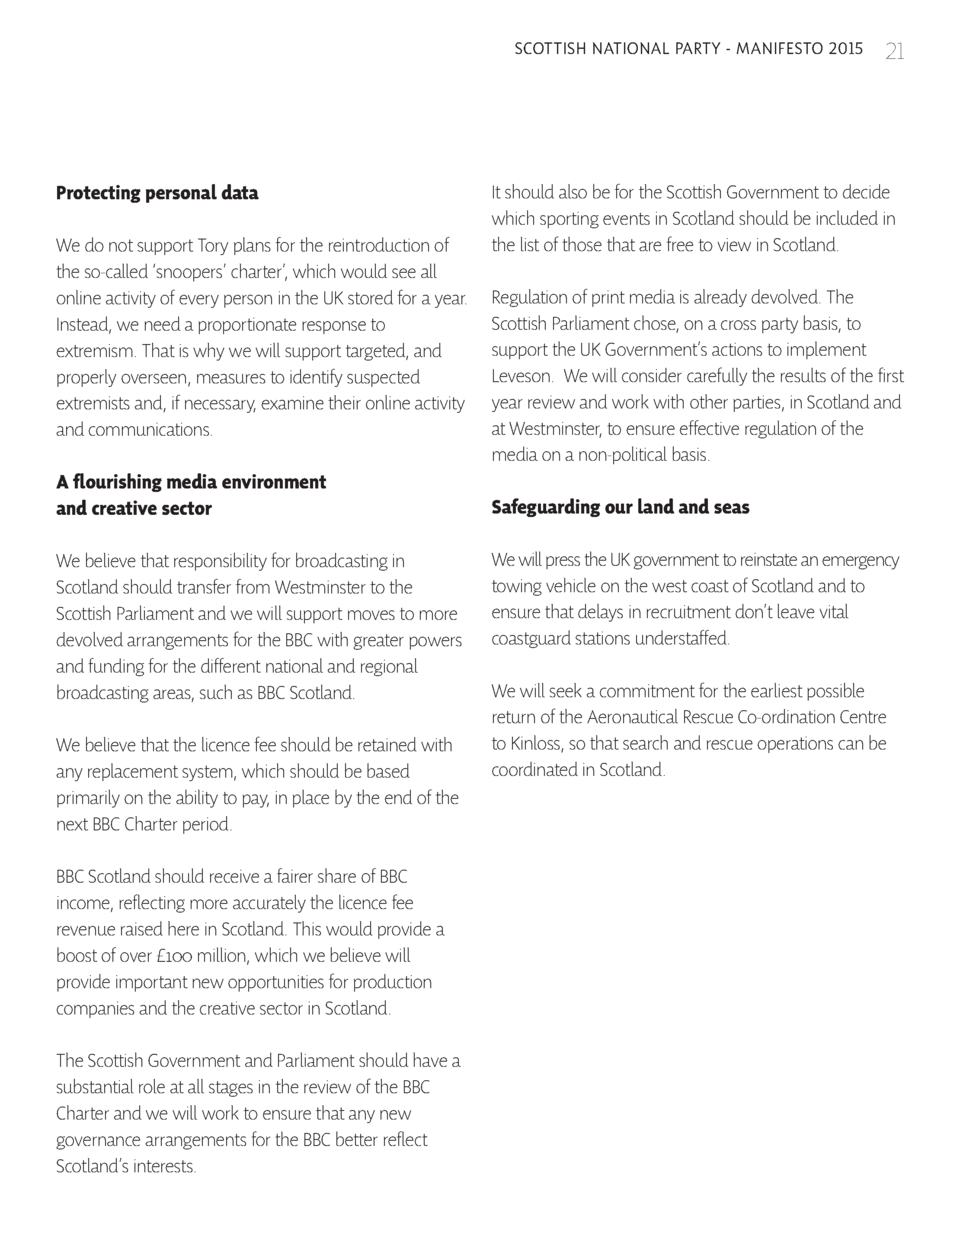 SCOTTISH NATIONAL PARTY - MANIFESTO 2015 21
Protecting personal data
We do not support Tory plans for the reintroduction of
the so-called ‘snoopers’ charter’, which would see all
online activity of every person in the UK stored for a year.
Instead, we need a proportionate response to
extremism. That is why we will support targeted, and
properly overseen, measures to identify suspected
extremists and, if necessary, examine their online activity
and communications.
A flourishing media environment
and creative sector
We believe that responsibility for broadcasting in
Scotland should transfer from Westminster to the
Scottish Parliament and we will support moves to more
devolved arrangements for the BBC with greater powers
and funding for the different national and regional
broadcasting areas, such as BBC Scotland.
We believe that the licence fee should be retained with
any replacement system, which should be based
primarily on the ability to pay, in place by the end of the
next BBC Charter period.
BBC Scotland should receive a fairer share of BBC
income, reflecting more accurately the licence fee
revenue raised here in Scotland. This would provide a
boost of over £100 million, which we believe will
provide important new opportunities for production
companies and the creative sector in Scotland.
The Scottish Government and Parliament should have a
substantial role at all stages in the review of the BBC
Charter and we will work to ensure that any new
governance arrangements for the BBC better reflect
Scotland’s interests.
It should also be for the Scottish Government to decide
which sporting events in Scotland should be included in
the list of those that are free to view in Scotland.
Regulation of print media is already devolved. The
Scottish Parliament chose, on a cross party basis, to
support the UK Government’s actions to implement
Leveson.  We will consider carefully the results of the first
year review and work with other parties, in Scotland and
at Westminster, to ensure effective regulation of the
media on a non-political basis.
Safeguarding our land and seas
We will press the UK government to reinstate an emergency
towing vehicle on the west coast of Scotland and to
ensure that delays in recruitment don’t leave vital
coastguard stations understaffed.
We will seek a commitment for the earliest possible
return of the Aeronautical Rescue Co-ordination Centre
to Kinloss, so that search and rescue operations can be
coordinated in Scotland.